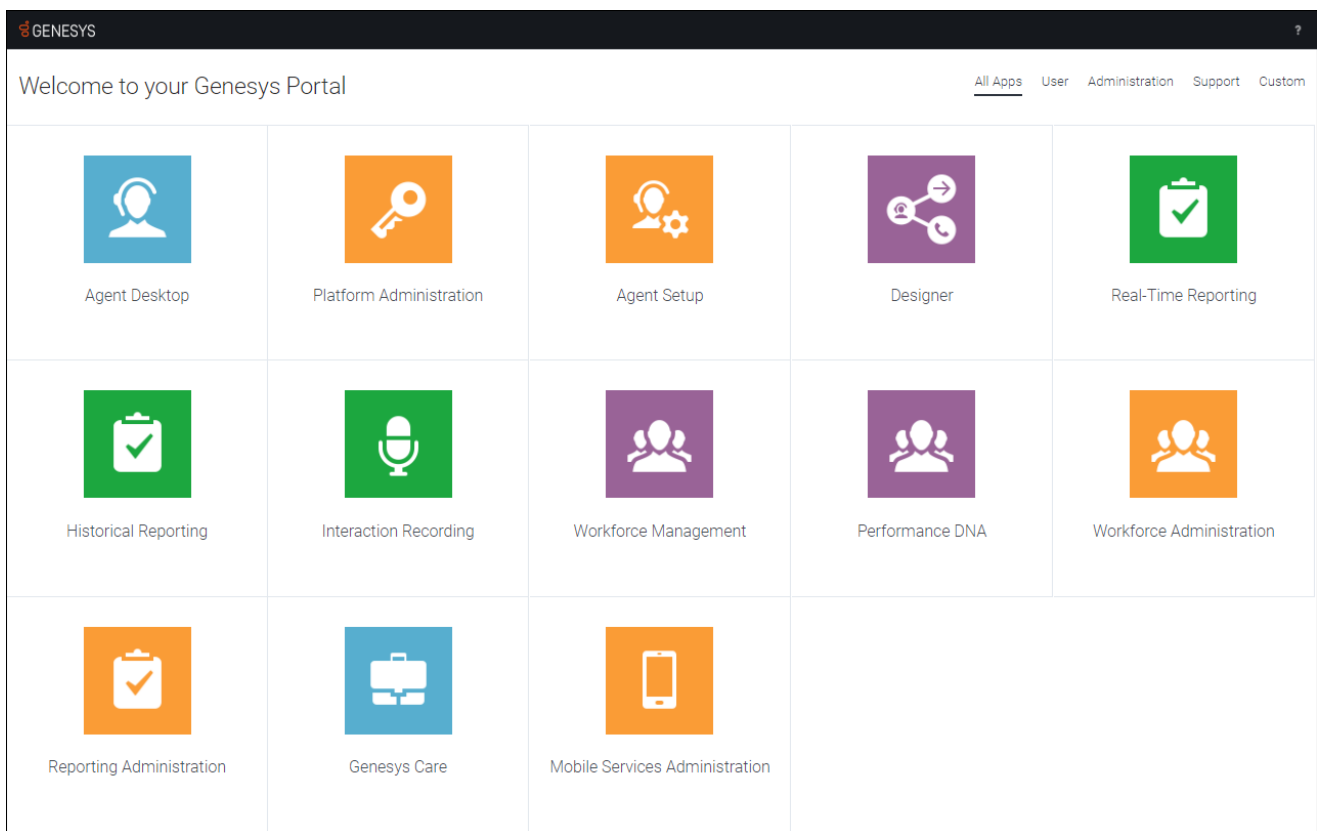 GENESYS
?
Welcome to your Genesys Portal
All Apps User Administration Support Custom
Agent Desktop
Platform Administration
Agent Setup
Designer
Real-Time Reporting
Historical Reporting
Interaction Recording
Workforce Management
Performance DNA
Workforce Administration
Reporting Administration
Genesys Care
Mobile Services Administration